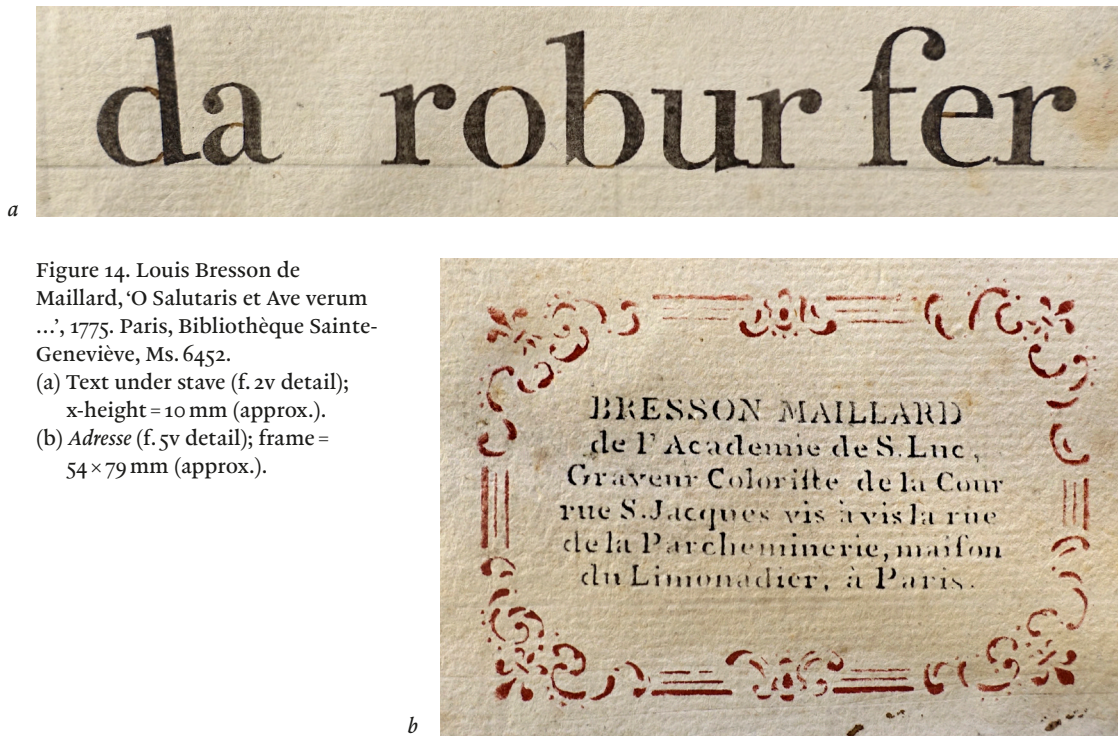 da robur fer
a
Figure 14. Louis Bresson de
Maillard, ‘O Salutaris et Ave verum
…’, 1775. Paris, Bibliothèque Sainte-
Geneviève, Ms. 6452.
(a) Text under stave (f. 2v detail);
x-height = 10 mm (approx.).
(b) Adresse (f. 5v detail); frame =
54 × 79 mm (approx.).
BRESSON MAILLARD
de l'Academie de S. Luc,
Graveur Coloriſte de la Cour
rue S. Jacques vis à vis la rue
de la Parcheminerie, maiſon
du Limonadier, à Paris.
b